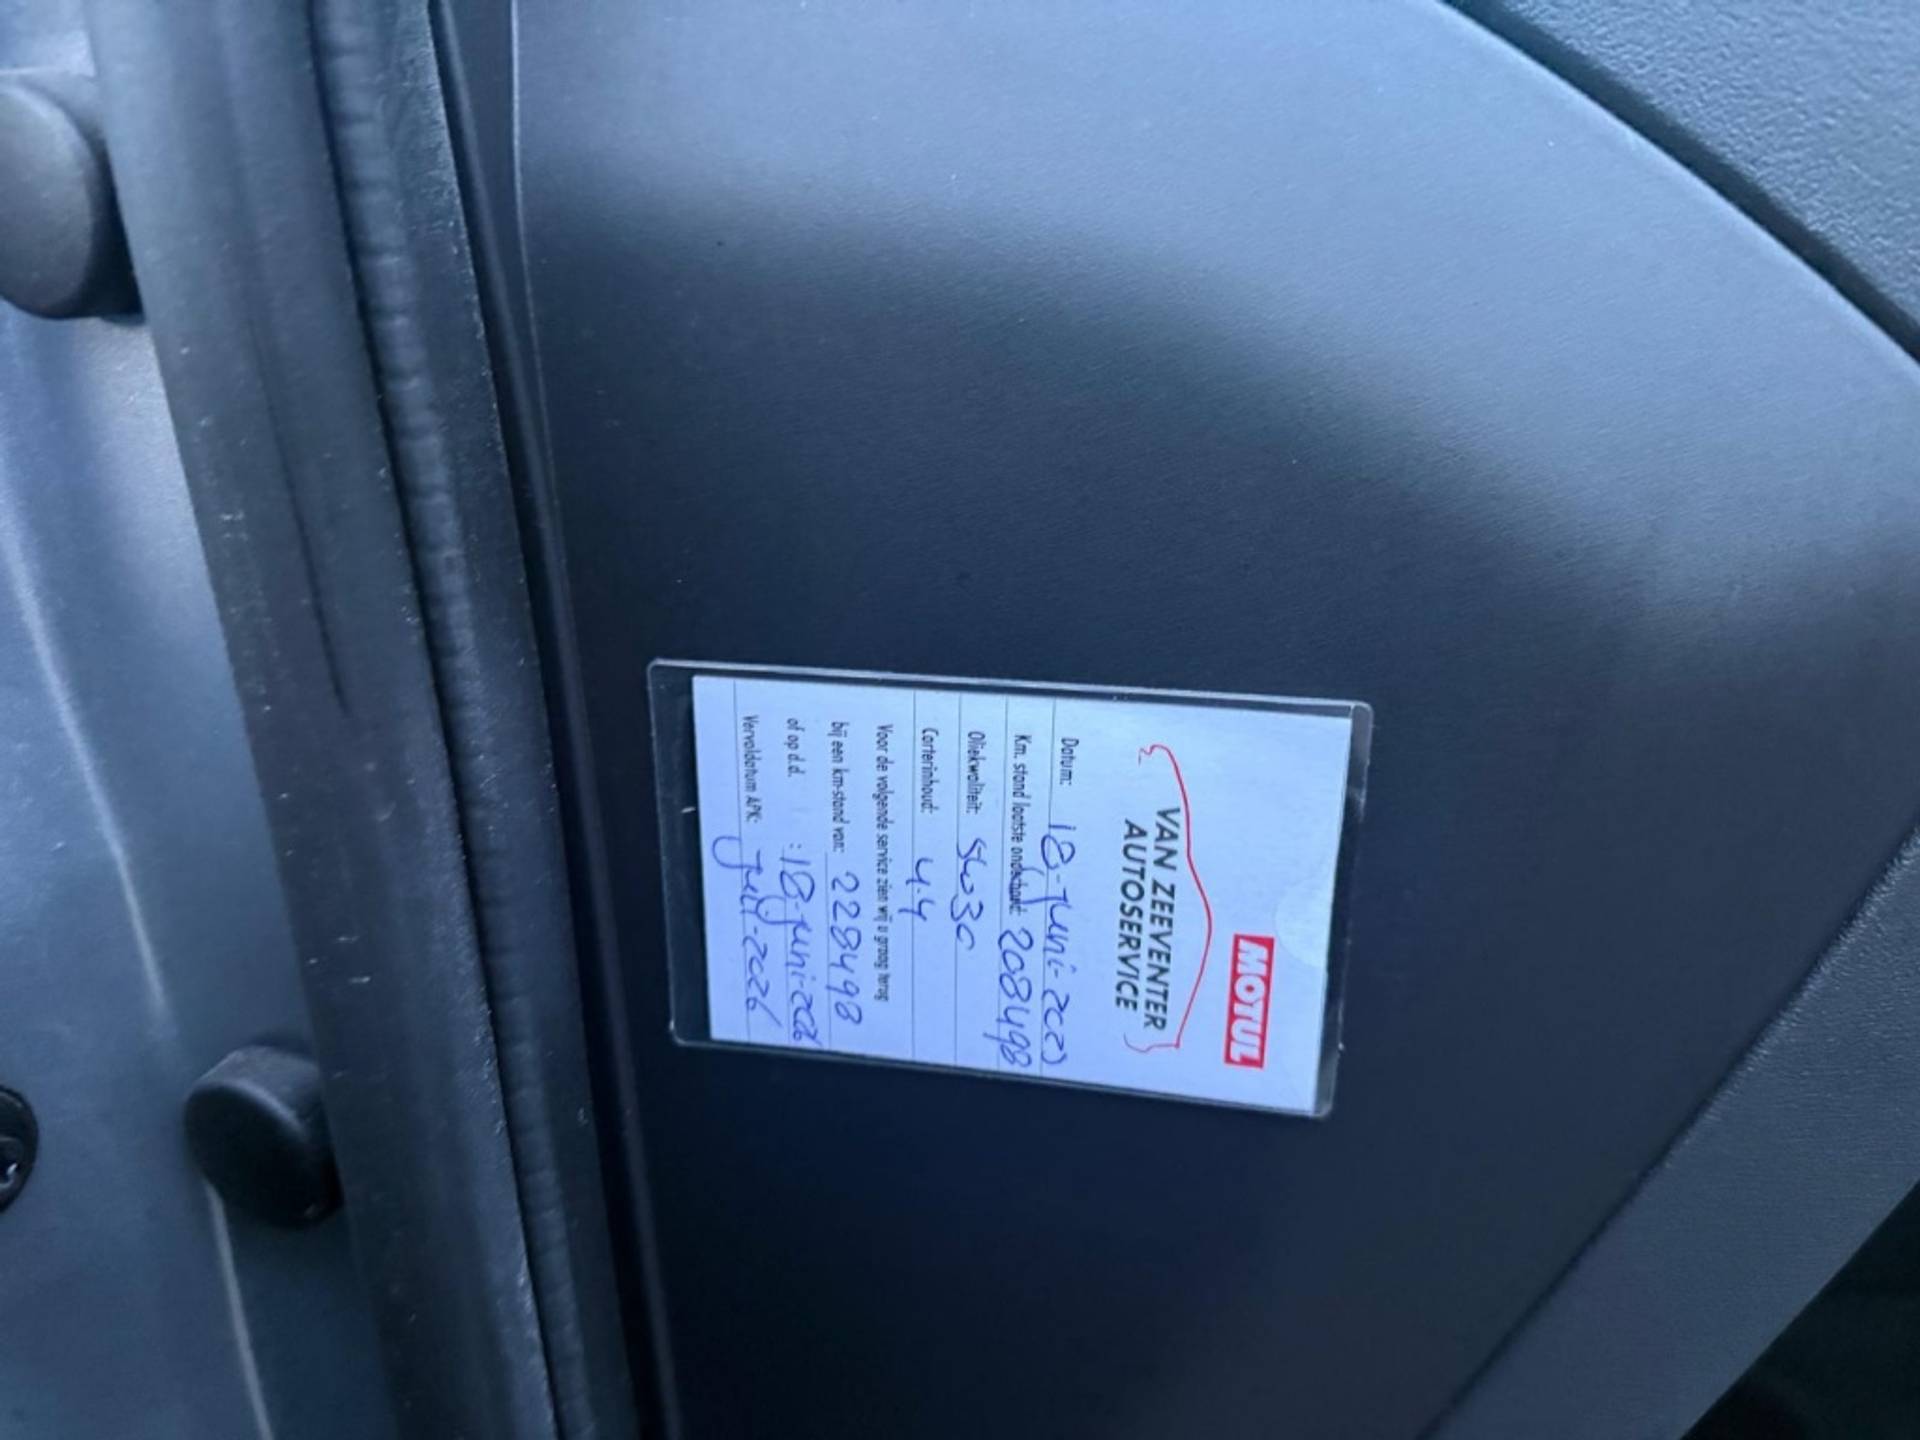 MOTUL
VAN ZEEVENTER
AUTOSERVICE
Datum: 18-juni-
Km. stand laatste onderhoud: 208498
Oliekwaliteit: 5w30
Carterinhoud: 4.4
Voor de volgende service zien wij u graag terug
bij een km-stand van: 228498
of op d.d. : 18-juni-2026
Vervaldatum APK: juli-2026